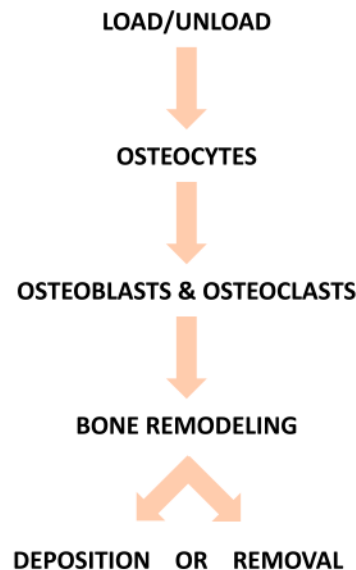 LOAD/UNLOAD
OSTEOCYTES
OSTEOBLASTS & OSTEOCLASTS
BONE REMODELING
DEPOSITION OR REMOVAL